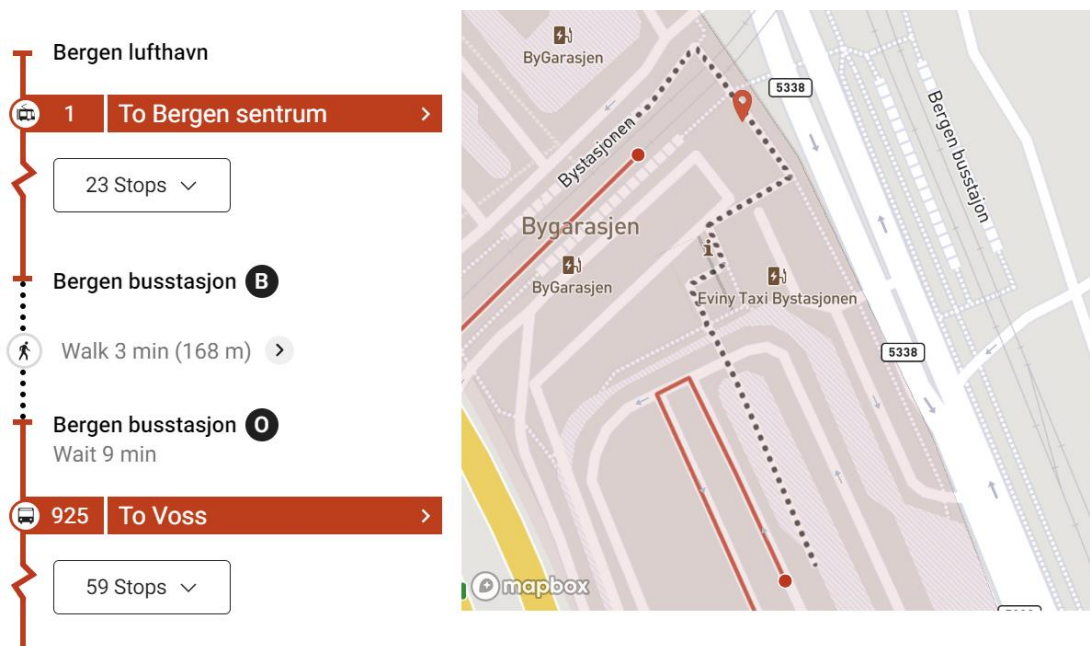 Bergen lufthavn
1 To Bergen sentrum
23 Stops
Bergen busstasjon B
Walk 3 min (168 m)
Bergen busstasjon O
Wait 9 min
925 To Voss
59 Stops
ByGarasjen
5338
Bystasjonen
Bergen busstajon
Bygarasjen
i
ByGarasjen
Eviny Taxi Bystasjonen
5338
mapbox